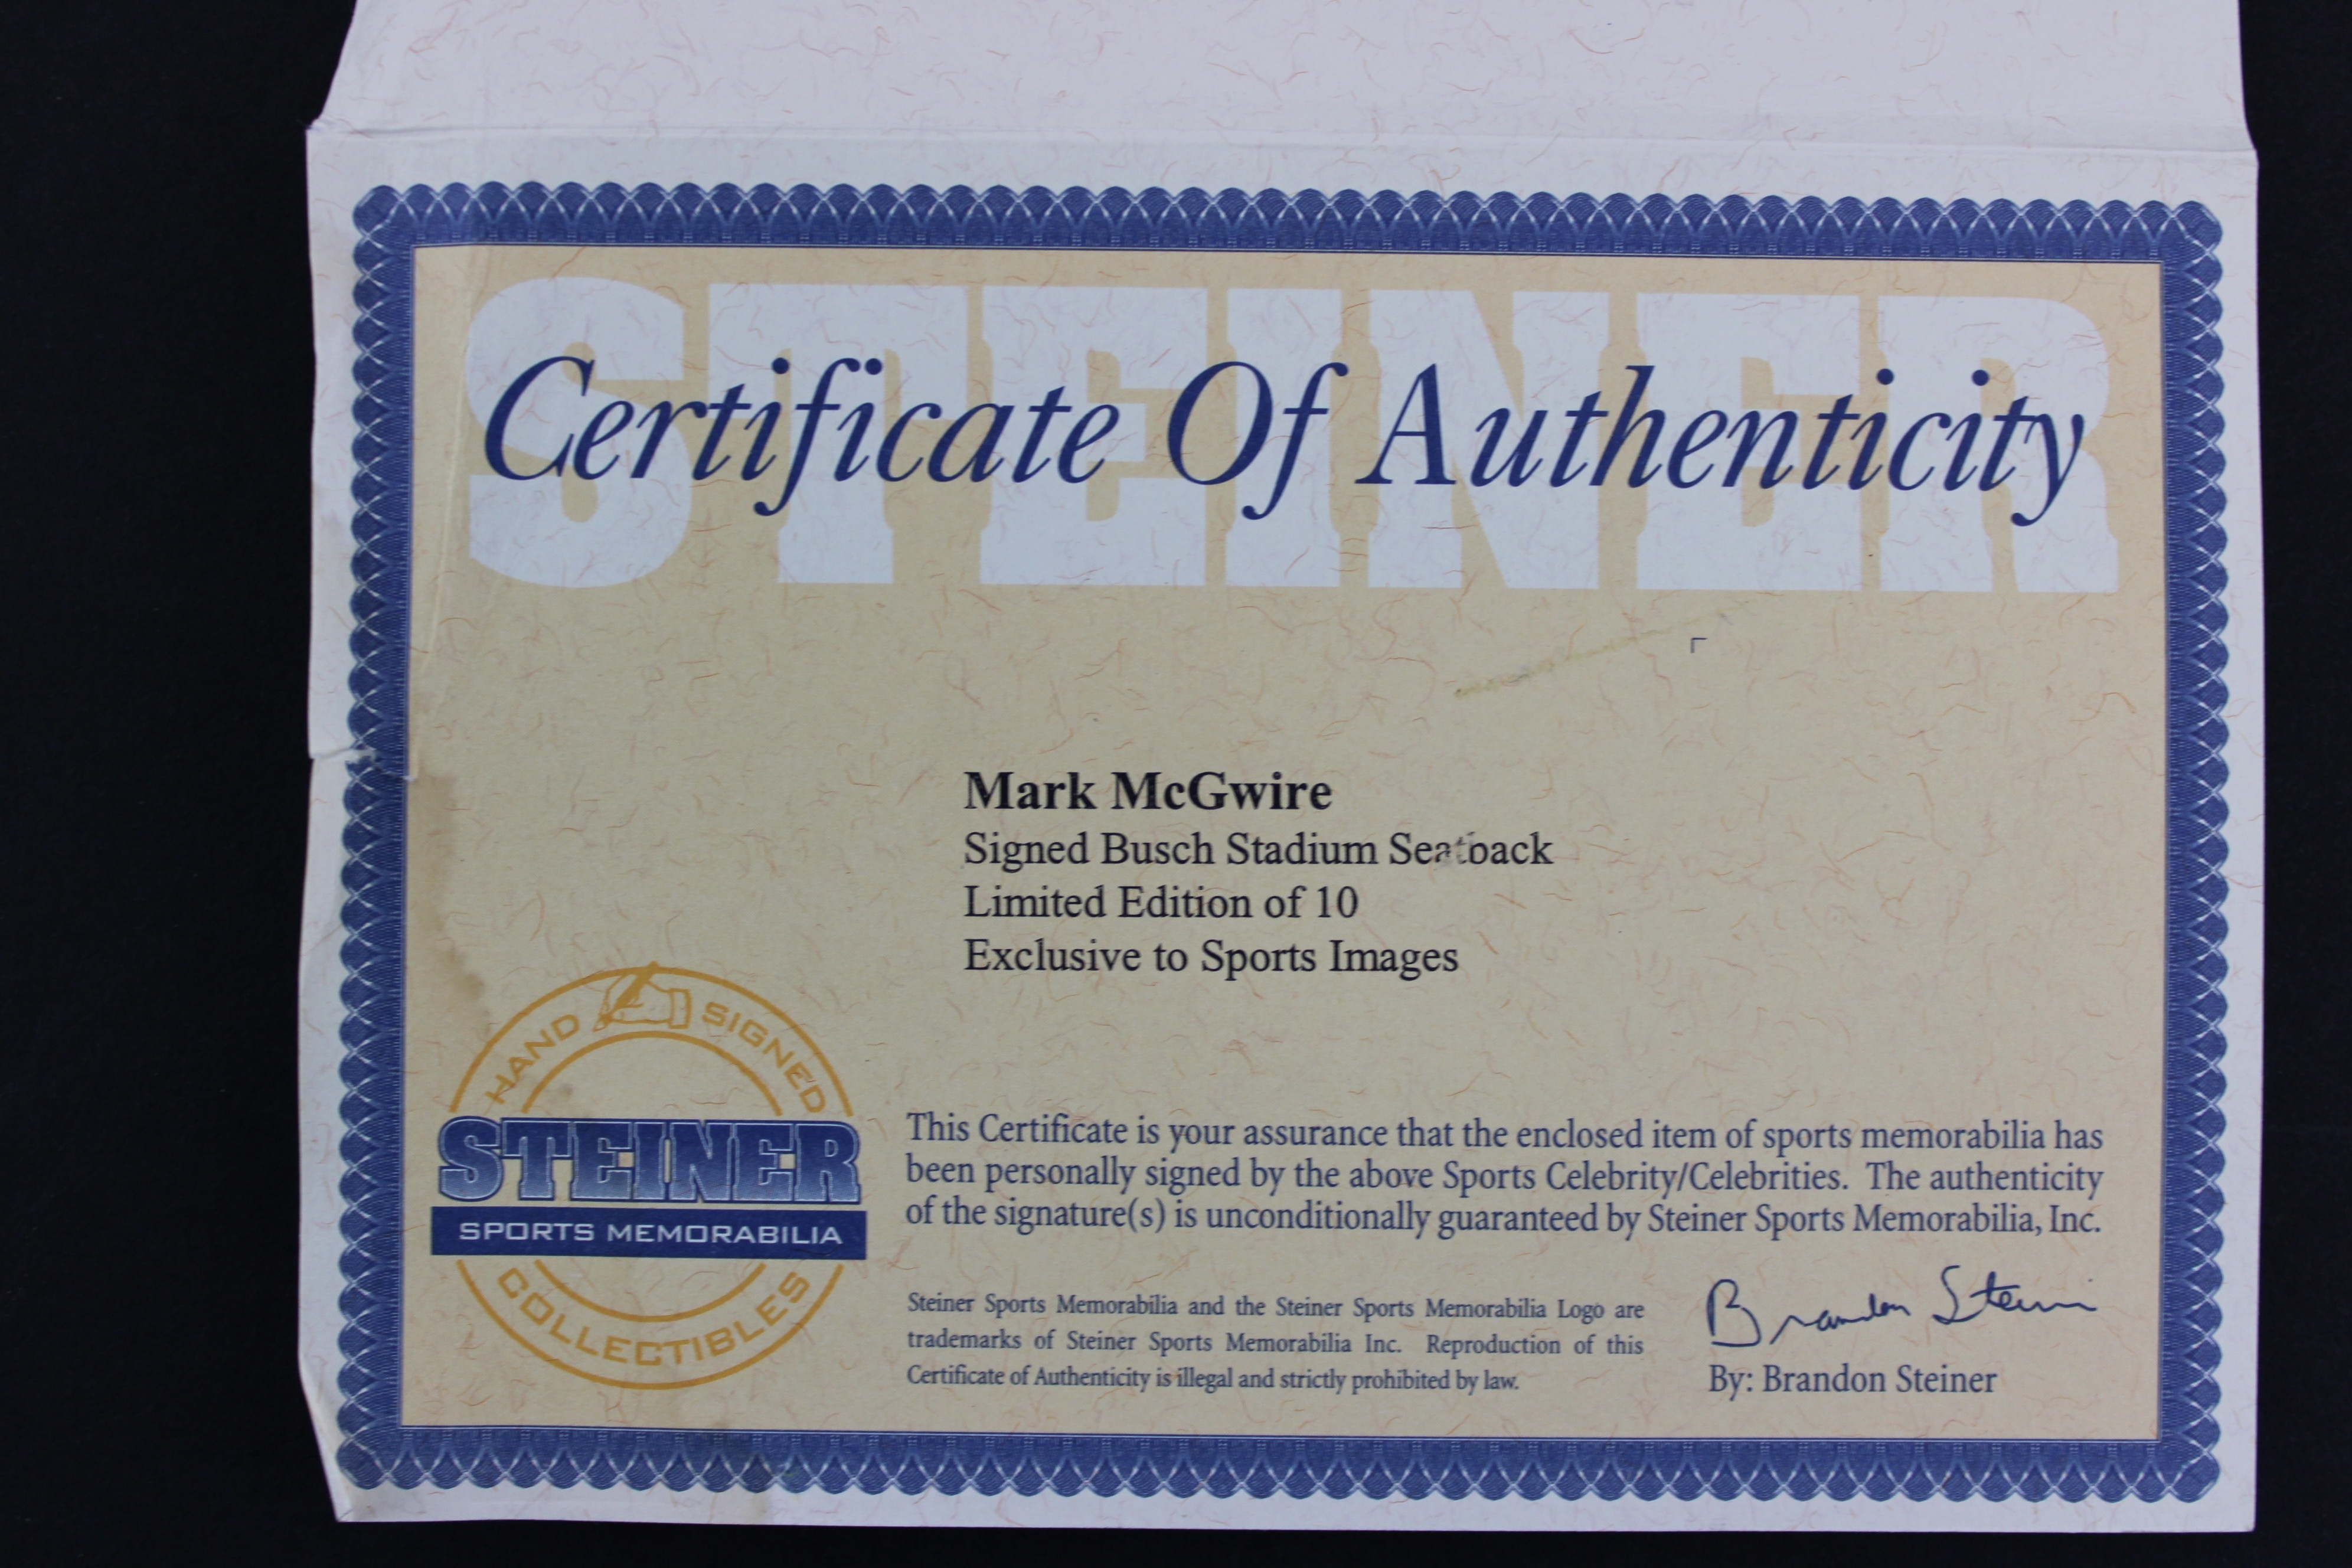 STEINER
Certificate Of Authenticity
Mark McGwire
Signed Busch Stadium Seatback
Limited Edition of 10
Exclusive to Sports Images
HAND SIGNED
STEINER
SPORTS MEMORABILIA
COLLECTIBLES
This Certificate is your assurance that the enclosed item of sports memorabilia has
been personally signed by the above Sports Celebrity/Celebrities. The authenticity
of the signature(s) is unconditionally guaranteed by Steiner Sports Memorabilia, Inc.
Steiner Sports Memorabilia and the Steiner Sports Memorabilia Logo are
trademarks of Steiner Sports Memorabilia Inc. Reproduction of this
Certificate of Authenticity is illegal and strictly prohibited by law.
Brandon Steiner
By: Brandon Steiner